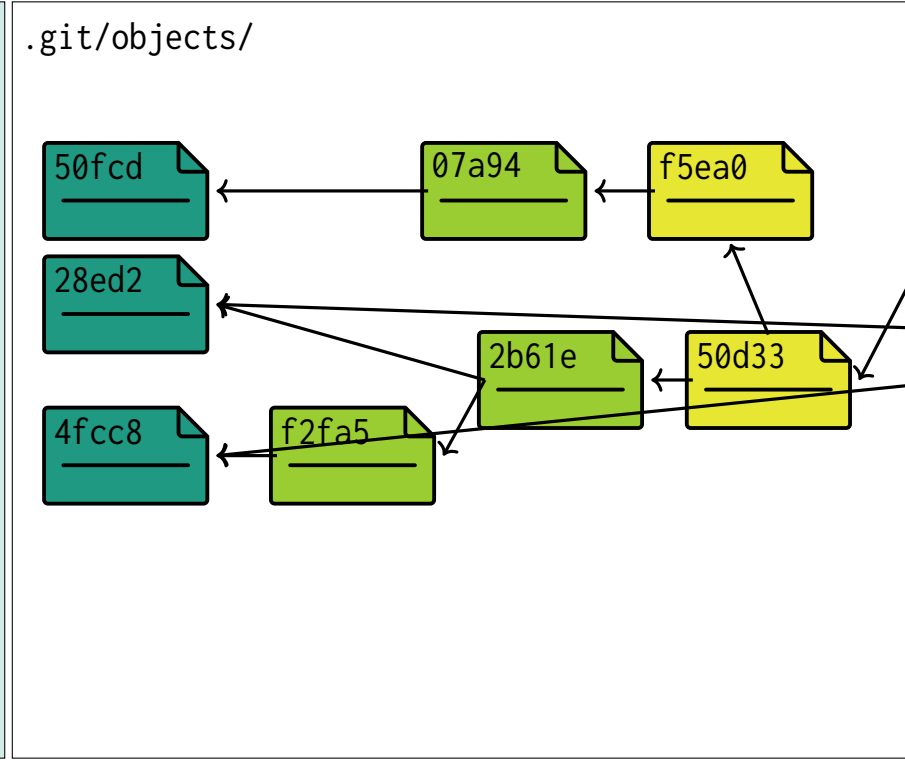 .git/objects/
50fcd
07a94
f5ea0
28ed2
2b61e
50d33
4fcc8
f2fa5